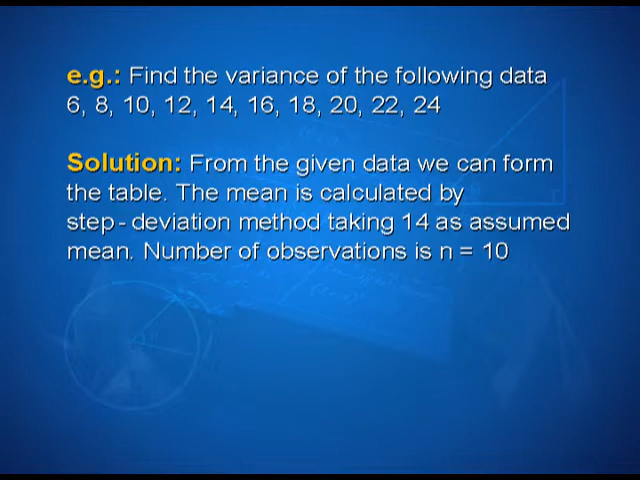 e.g.: Find the variance of the following data
6, 8, 10, 12, 14, 16, 18, 20, 22, 24
Solution: From the given data we can form
the table. The mean is calculated by
step - deviation method taking 14 as assumed
mean. Number of observations is n = 10